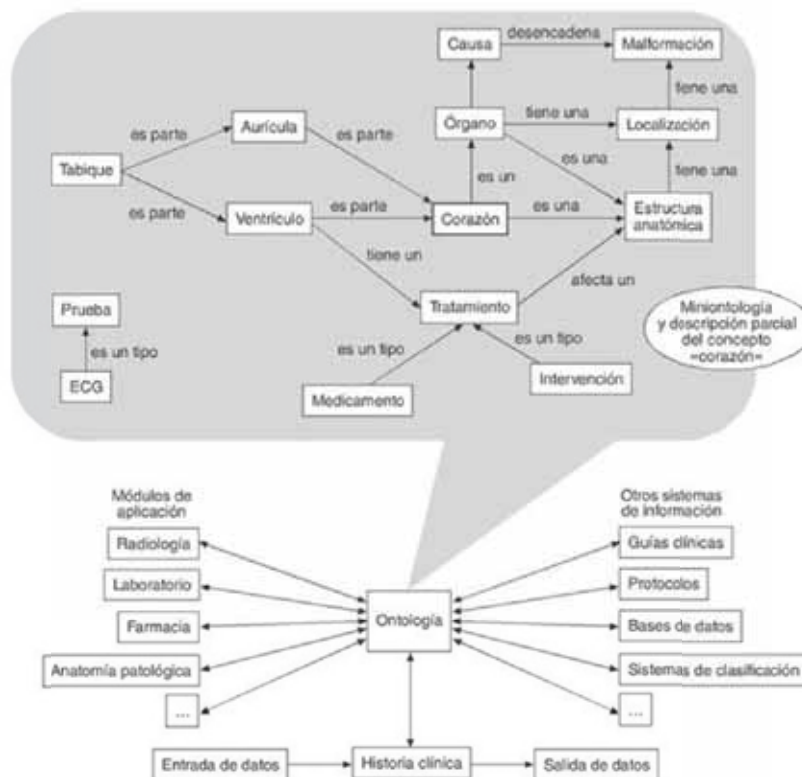 Causa
desencadena
Malformación
tiene una
es parte
Aurícula
es parte
Órgano
tiene una
Localización
Tabique
es una
es un
tiene una
es parte
Ventrículo
es parte
Corazón
es una
Estructura
anatómica
tiene un
afecta un
Prueba
Tratamiento
Miniontología
y descripción parcial
del concepto
«corazón»
es un tipo
es un tipo
es un tipo
ECG
Medicamento
Intervención
Módulos de
aplicación
Otros sistemas
de información
Radiología
Guías clínicas
Laboratorio
Protocolos
Farmacia
Ontología
Bases de datos
Anatomía patológica
Sistemas de clasificación
...
...
Entrada de datos
Historia clínica
Salida de datos